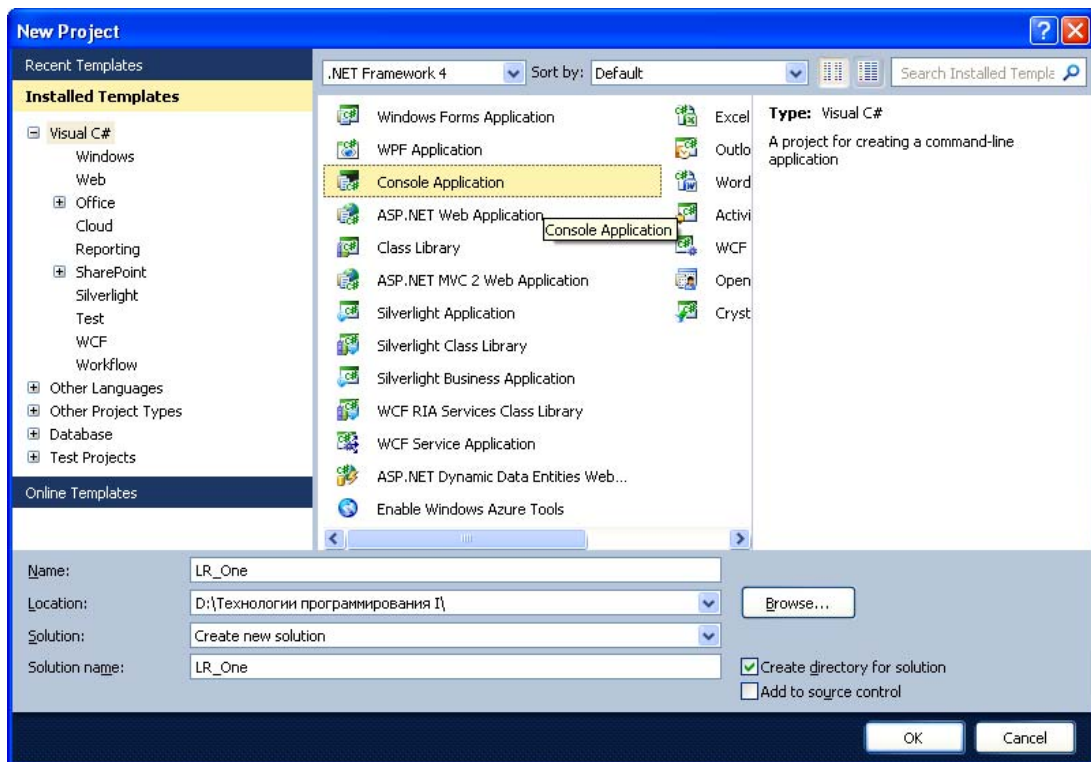 New Project
Recent Templates
Installed Templates
Visual C#
Windows
Web
Office
Cloud
Reporting
SharePoint
Silverlight
Test
WCF
Workflow
Other Languages
Other Project Types
Database
Test Projects
Online Templates
.NET Framework 4 Sort by: Default Search Installed Templa
Windows Forms Application
WPF Application
Console Application
ASP.NET Web Application
Console Application
Class Library
ASP.NET MVC 2 Web Application
Silverlight Application
Silverlight Class Library
Silverlight Business Application
WCF RIA Services Class Library
WCF Service Application
ASP.NET Dynamic Data Entities Web...
Enable Windows Azure Tools
Excel
Outlo
Word
Activi
WCF
Open
Cryst
Type: Visual C#
A project for creating a command-line
application
Name: LR_One
Location: D:\Технологии программирования I\ Browse...
Solution: Create new solution
Solution name: LR_One
Create directory for solution
Add to source control
OK Cancel